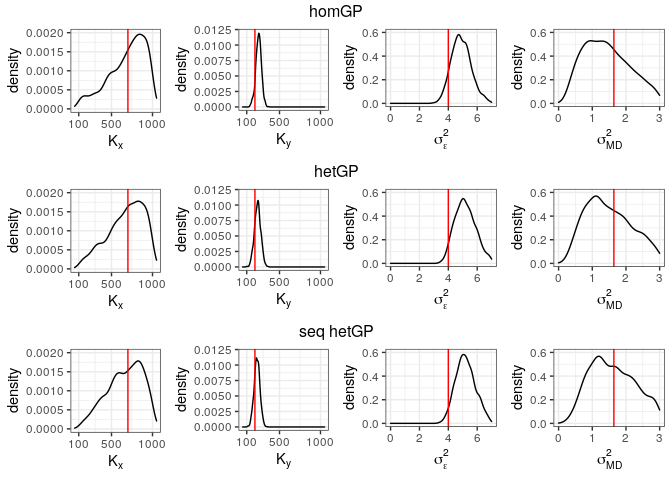 homGP
density 0.0000 0.0005 0.0010 0.0015 0.0020 100 500 1000 Kx
density 0.0000 0.0025 0.0050 0.0075 0.0100 0.0125 100 500 1000 Ky
density 0.0 0.2 0.4 0.6 0 2 4 6 σ²ε
density 0.0 0.2 0.4 0.6 0 1 2 3 σ²MD
hetGP
density 0.0000 0.0005 0.0010 0.0015 0.0020 100 500 1000 Kx
density 0.0000 0.0025 0.0050 0.0075 0.0100 0.0125 100 500 1000 Ky
density 0.0 0.2 0.4 0.6 0 2 4 6 σ²ε
density 0.0 0.2 0.4 0.6 0 1 2 3 σ²MD
seq hetGP
density 0.0000 0.0005 0.0010 0.0015 0.0020 100 500 1000 Kx
density 0.0000 0.0025 0.0050 0.0075 0.0100 0.0125 100 500 1000 Ky
density 0.0 0.2 0.4 0.6 0 2 4 6 σ²ε
density 0.0 0.2 0.4 0.6 0 1 2 3 σ²MD